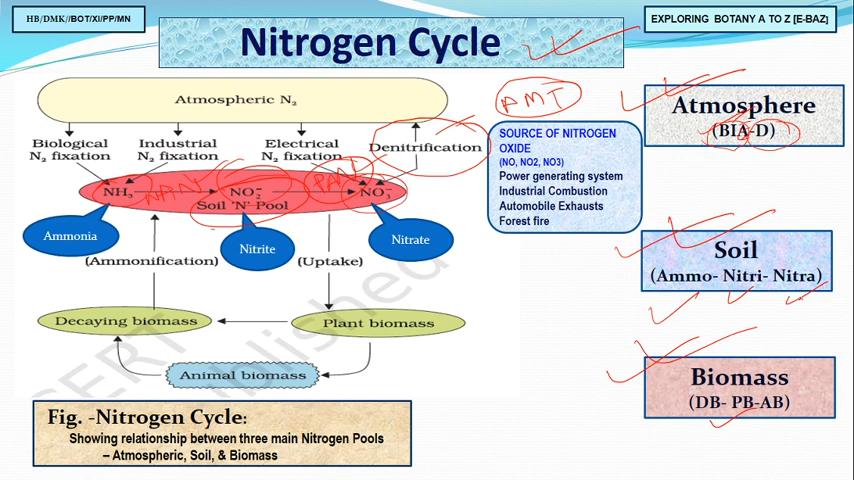 HB/DMK//BOT/XI/PP/MN
EXPLORING BOTANY A TO Z [E-BAZ]
Nitrogen Cycle
Atmospheric N₂
AMT
Biological
N₂ fixation
Industrial
N₂ fixation
Electrical
N₂ fixation
Denitrification
NH₃
NO₂⁻
NO₃⁻
Soil 'N' Pool
Ammonia
Nitrite
Nitrate
(Ammonification)
(Uptake)
Decaying biomass
Plant biomass
Animal biomass
SOURCE OF NITROGEN
OXIDE
(NO, NO2, NO3)
Power generating system
Industrial Combustion
Automobile Exhausts
Forest fire
Atmosphere
(BIA-D)
Soil
(Ammo- Nitri- Nitra)
Biomass
(DB- PB-AB)
Fig. -Nitrogen Cycle:
Showing relationship between three main Nitrogen Pools
– Atmospheric, Soil, & Biomass